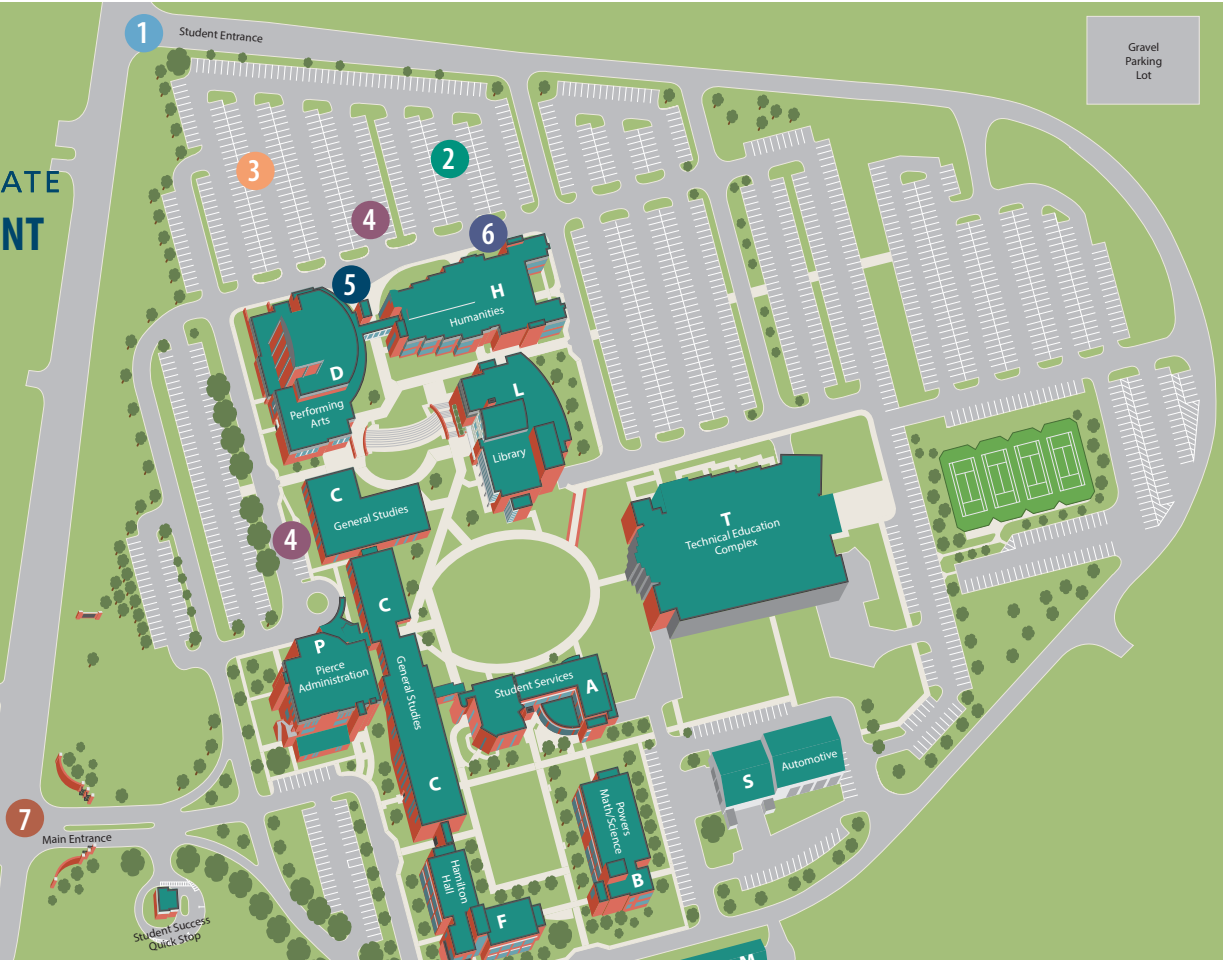 1
Student Entrance
Gravel
Parking
Lot
2
3
ATE
NT
4
6
5
H
Humanities
D
Performing
Arts
L
Library
C
General Studies
4
T
Technical Education
Complex
C
P
Pierce
Administration
General Studies
Student Services
A
C
S
Automotive
Powers
Math/Science
B
7
Main Entrance
Hamilton
Hall
F
Student Success
Quick Stop
M